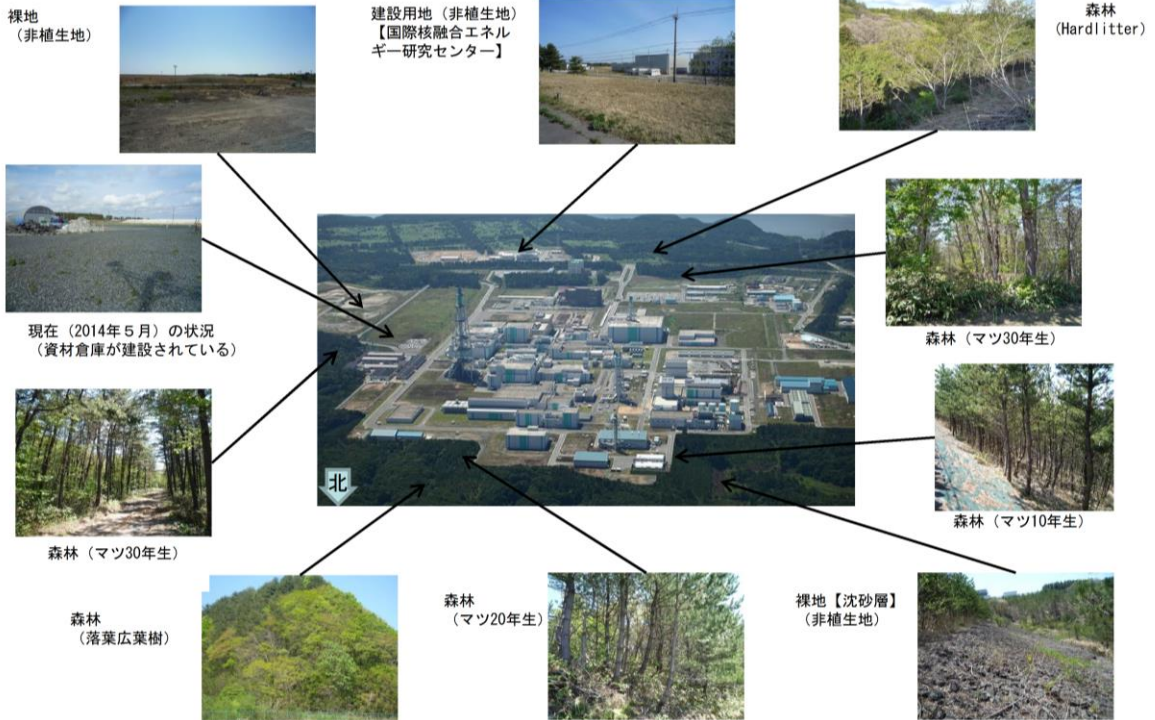 裸地
（非植生地）
建設用地（非植生地）
【国際核融合エネル
ギー研究センター】
森林
（Hardlitter）
現在（2014年５月）の状況
（資材倉庫が建設されている）
森林（マツ30年生）
森林（マツ30年生）
森林（マツ10年生）
北
森林
（落葉広葉樹）
森林
（マツ20年生）
裸地【沈砂層】
（非植生地）